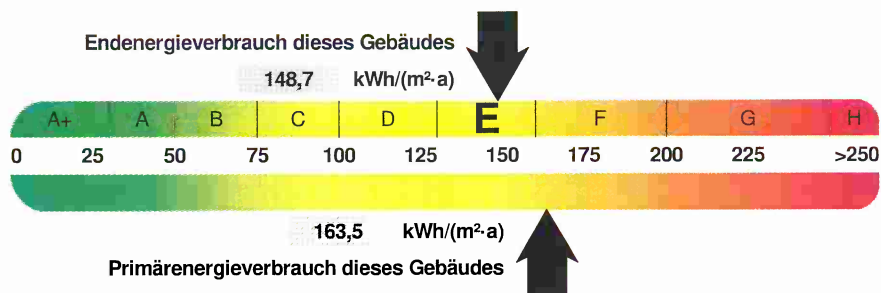 Endenergieverbrauch dieses Gebäudes
148,7 kWh/(m²·a)
A+ A B C D E F G H
0 25 50 75 100 125 150 175 200 225 >250
163,5 kWh/(m²·a)
Primärenergieverbrauch dieses Gebäudes